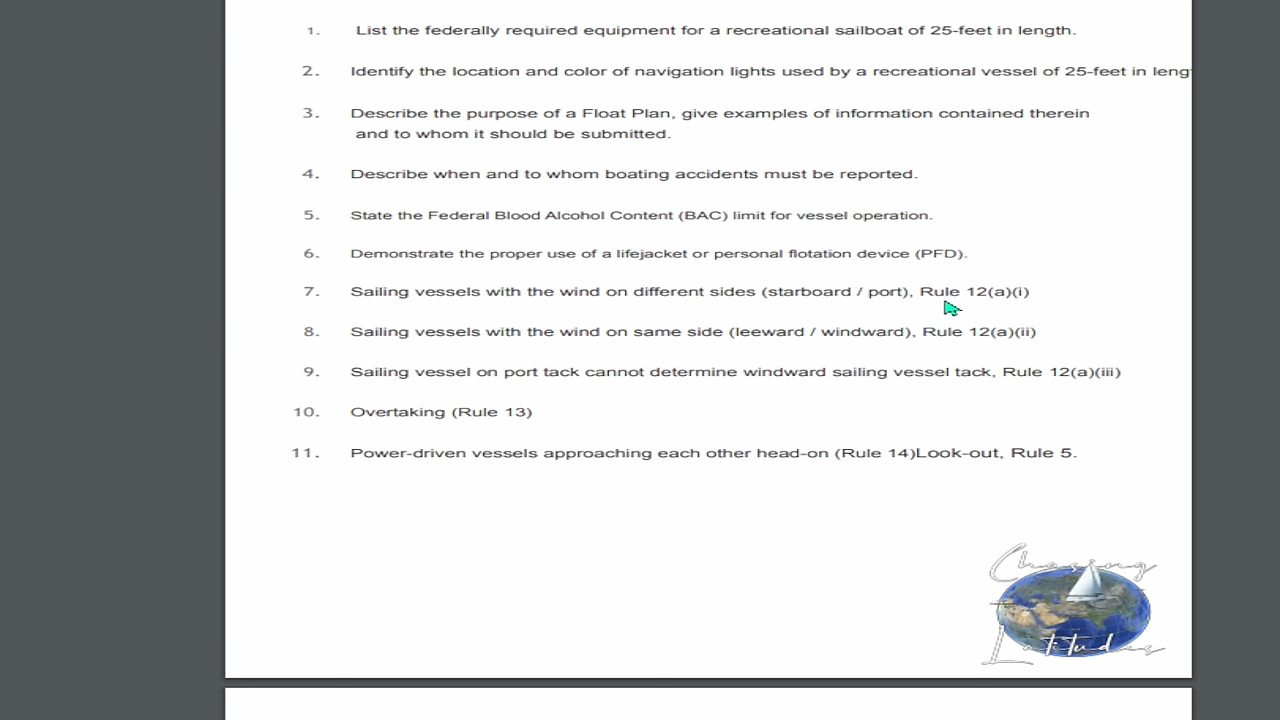 1. List the federally required equipment for a recreational sailboat of 25-feet in length.
2. Identify the location and color of navigation lights used by a recreational vessel of 25-feet in leng
3. Describe the purpose of a Float Plan, give examples of information contained therein
and to whom it should be submitted.
4. Describe when and to whom boating accidents must be reported.
5. State the Federal Blood Alcohol Content (BAC) limit for vessel operation.
6. Demonstrate the proper use of a lifejacket or personal flotation device (PFD).
7. Sailing vessels with the wind on different sides (starboard / port), Rule 12(a)(i)
8. Sailing vessels with the wind on same side (leeward / windward), Rule 12(a)(ii)
9. Sailing vessel on port tack cannot determine windward sailing vessel tack, Rule 12(a)(iii)
10. Overtaking (Rule 13)
11. Power-driven vessels approaching each other head-on (Rule 14)Look-out, Rule 5.
Chasing
Latitudes